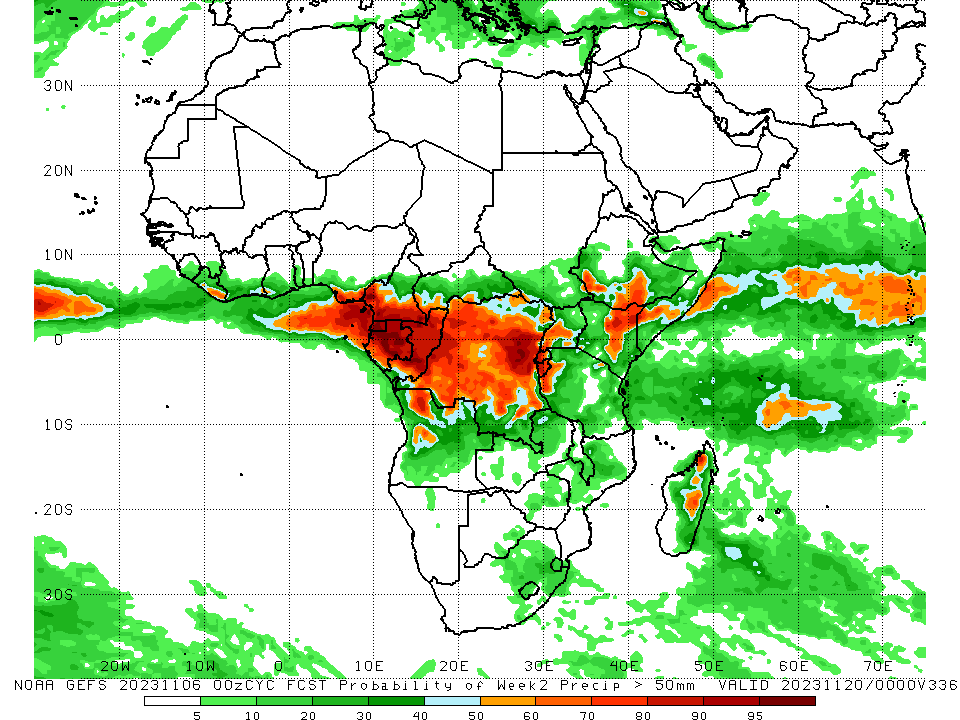 30N
20N
10N
0
10S
20S
30S
20W 10W 0 10E 20E 30E 40E 50E 60E 70E
NOAA GEFS 20231106 00zCYC FCST Probability of Week2 Precip > 50mm VALID 20231120/0000V336
5 10 20 30 40 50 60 70 80 90 95